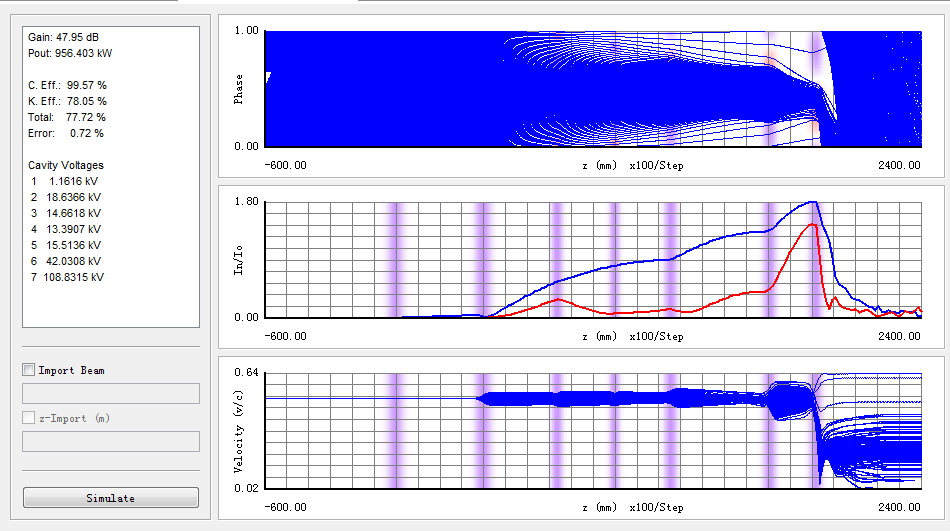 Gain: 47.95 dB
Pout: 956.403 kW
C. Eff.: 99.57 %
K. Eff.: 78.05 %
Total: 77.72 %
Error: 0.72 %
Cavity Voltages
1 1.1616 kV
2 18.6366 kV
3 14.6618 kV
4 13.3907 kV
5 15.5136 kV
6 42.0308 kV
7 108.8315 kV
Import Beam
z-Import (m)
Simulate
1.00
Phase
0.00
-600.00 z (mm) x100/Step 2400.00
1.80
In/Io
0.00
-600.00 z (mm) x100/Step 2400.00
0.64
Velocity (v/c)
0.02
-600.00 z (mm) x100/Step 2400.00